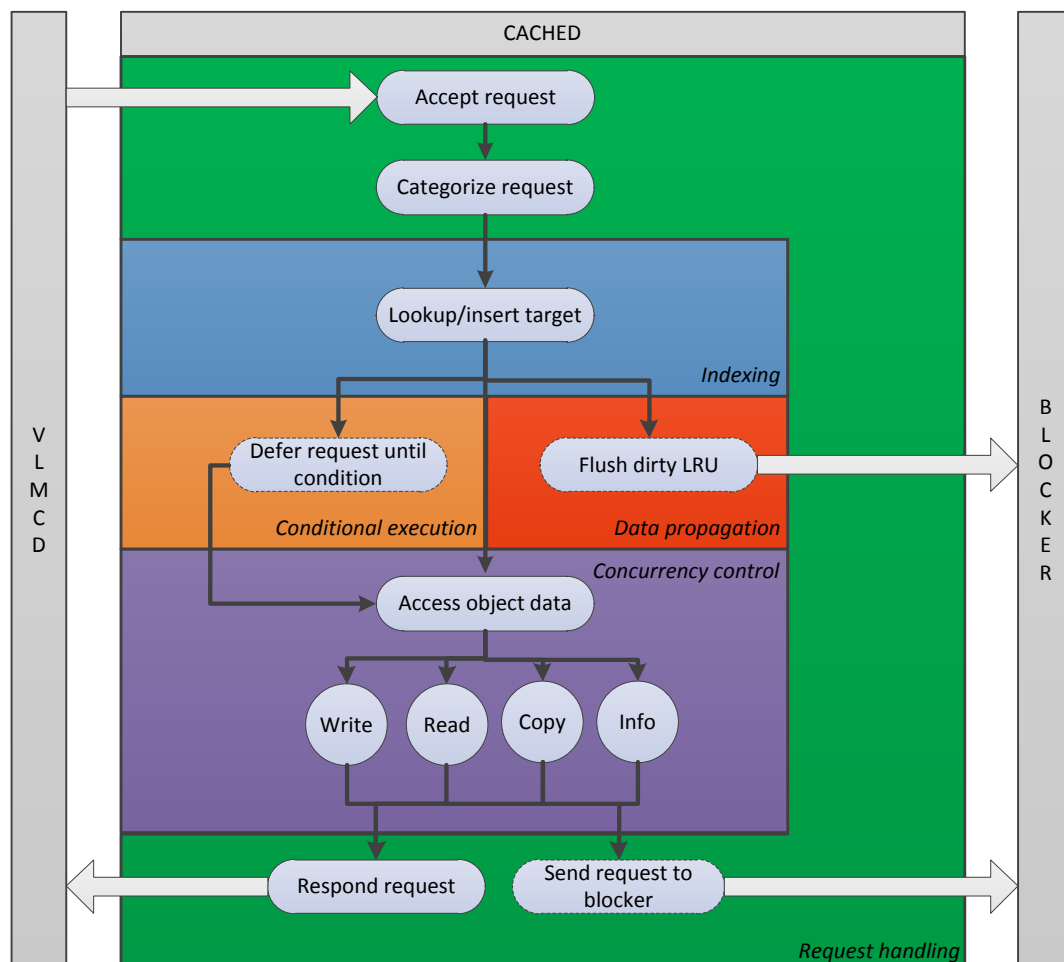 CACHED
Accept request
Categorize request
Lookup/insert target
Indexing
V
L
M
C
D
B
L
O
C
K
E
R
Defer request until
condition
Flush dirty LRU
Conditional execution
Data propagation
Concurrency control
Access object data
Write
Read
Copy
Info
Respond request
Send request to
blocker
Request handling